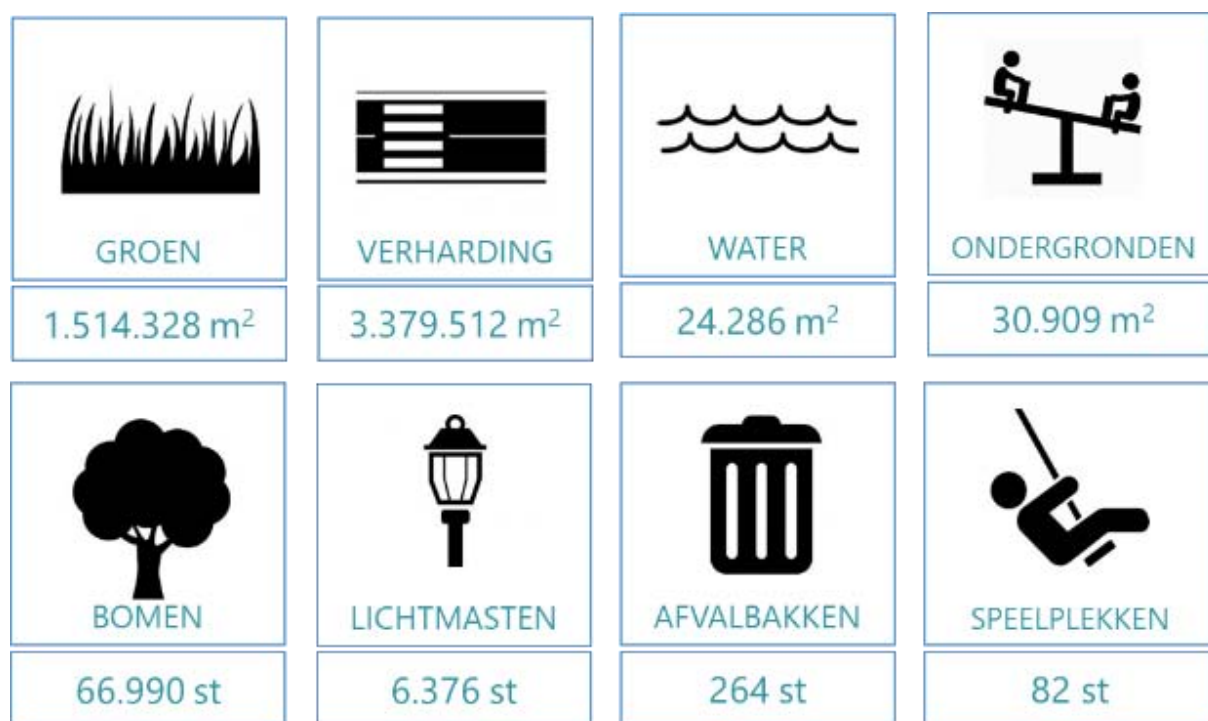 GROEN
VERHARDING
WATER
ONDERGRONDEN
1.514.328 m²
3.379.512 m²
24.286 m²
30.909 m²
BOMEN
LICHTMASTEN
AFVALBAKKEN
SPEELPLEKKEN
66.990 st
6.376 st
264 st
82 st